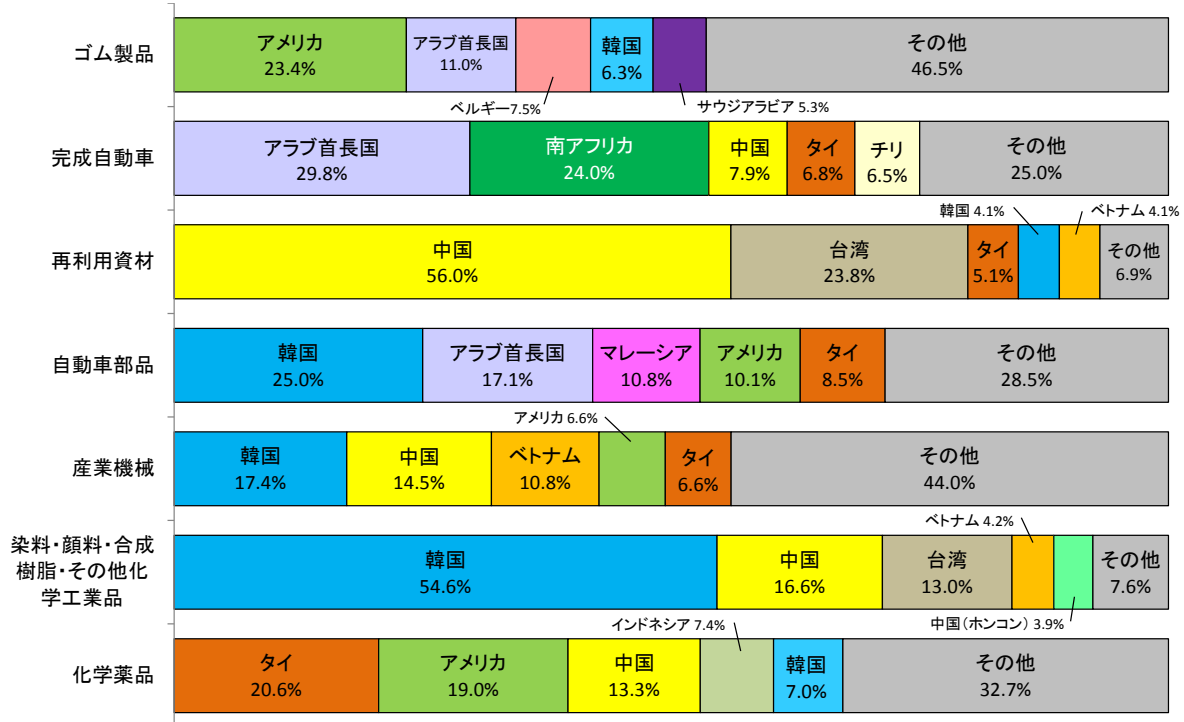 ゴム製品
アメリカ
23.4%
アラブ首長国
11.0%
ベルギー7.5%
韓国
6.3%
サウジアラビア 5.3%
その他
46.5%
完成自動車
アラブ首長国
29.8%
南アフリカ
24.0%
中国
7.9%
タイ
6.8%
チリ
6.5%
その他
25.0%
再利用資材
中国
56.0%
台湾
23.8%
タイ
5.1%
韓国 4.1%
ベトナム 4.1%
その他
6.9%
自動車部品
韓国
25.0%
アラブ首長国
17.1%
マレーシア
10.8%
アメリカ
10.1%
タイ
8.5%
その他
28.5%
産業機械
韓国
17.4%
中国
14.5%
ベトナム
10.8%
アメリカ 6.6%
タイ
6.6%
その他
44.0%
染料・顔料・合成
樹脂・その他化
学工業品
韓国
54.6%
中国
16.6%
台湾
13.0%
ベトナム 4.2%
中国(ホンコン) 3.9%
その他
7.6%
化学薬品
タイ
20.6%
アメリカ
19.0%
中国
13.3%
インドネシア 7.4%
韓国
7.0%
その他
32.7%